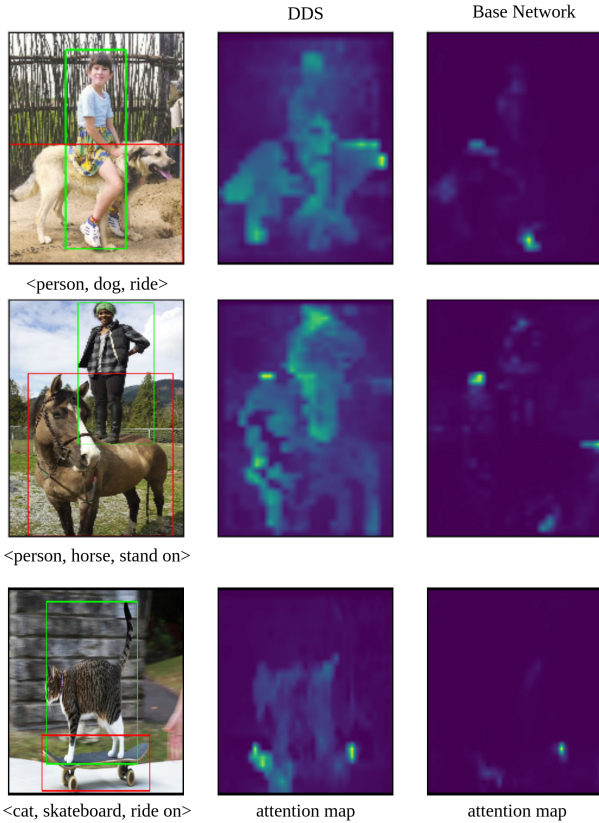 DDS
Base Network
<person, dog, ride>
<person, horse, stand on>
<cat, skateboard, ride on>
attention map
attention map